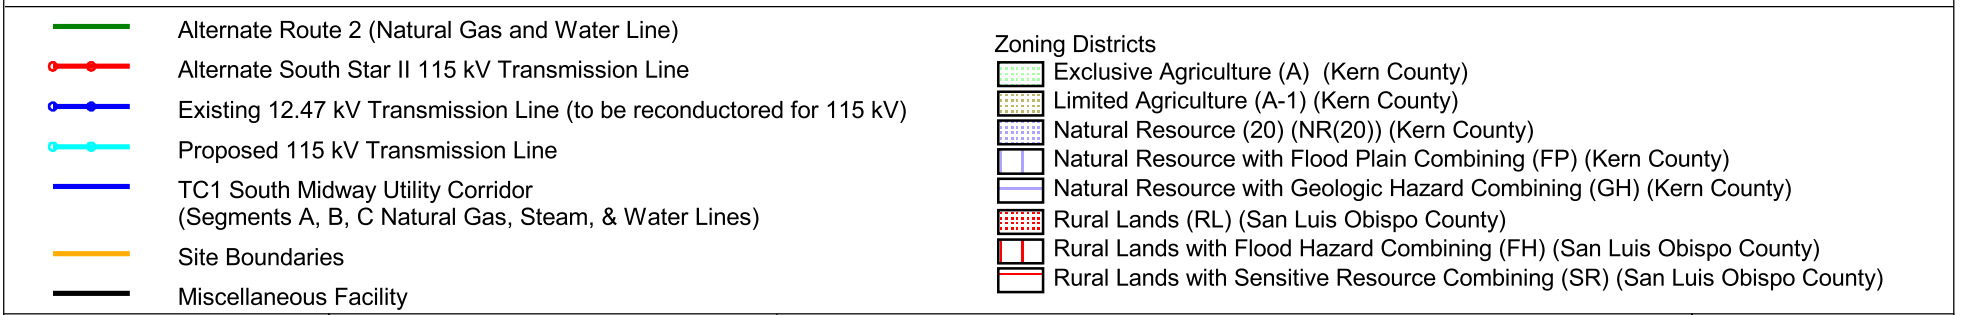 Alternate Route 2 (Natural Gas and Water Line)
Alternate South Star II 115 kV Transmission Line
Existing 12.47 kV Transmission Line (to be reconductored for 115 kV)
Proposed 115 kV Transmission Line
TC1 South Midway Utility Corridor
(Segments A, B, C Natural Gas, Steam, & Water Lines)
Site Boundaries
Miscellaneous Facility
Zoning Districts
Exclusive Agriculture (A)  (Kern County)
Limited Agriculture (A-1) (Kern County)
Natural Resource (20) (NR(20)) (Kern County)
Natural Resource with Flood Plain Combining (FP) (Kern County)
Natural Resource with Geologic Hazard Combining (GH) (Kern County)
Rural Lands (RL) (San Luis Obispo County)
Rural Lands with Flood Hazard Combining (FH) (San Luis Obispo County)
Rural Lands with Sensitive Resource Combining (SR) (San Luis Obispo County)